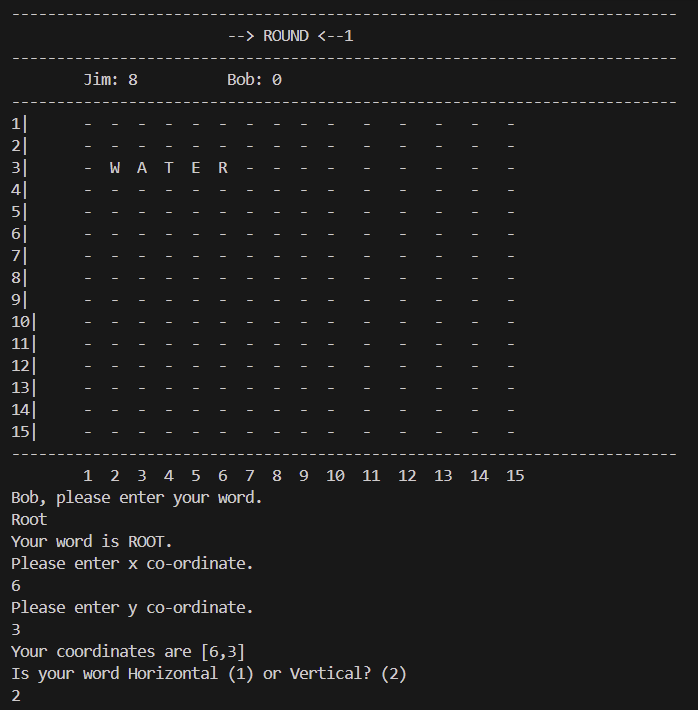 --------------------------------------------------------------------------
--> ROUND <--1
--------------------------------------------------------------------------
Jim: 8          Bob: 0
--------------------------------------------------------------------------
1|      -  -  -  -  -  -  -  -  -  -   -   -   -   -   -
2|      -  -  -  -  -  -  -  -  -  -   -   -   -   -   -
3|      -  W  A  T  E  R  -  -  -  -   -   -   -   -   -
4|      -  -  -  -  -  -  -  -  -  -   -   -   -   -   -
5|      -  -  -  -  -  -  -  -  -  -   -   -   -   -   -
6|      -  -  -  -  -  -  -  -  -  -   -   -   -   -   -
7|      -  -  -  -  -  -  -  -  -  -   -   -   -   -   -
8|      -  -  -  -  -  -  -  -  -  -   -   -   -   -   -
9|      -  -  -  -  -  -  -  -  -  -   -   -   -   -   -
10|     -  -  -  -  -  -  -  -  -  -   -   -   -   -   -
11|     -  -  -  -  -  -  -  -  -  -   -   -   -   -   -
12|     -  -  -  -  -  -  -  -  -  -   -   -   -   -   -
13|     -  -  -  -  -  -  -  -  -  -   -   -   -   -   -
14|     -  -  -  -  -  -  -  -  -  -   -   -   -   -   -
15|     -  -  -  -  -  -  -  -  -  -   -   -   -   -   -
--------------------------------------------------------------------------
1  2  3  4  5  6  7  8  9  10  11  12  13  14  15
Bob, please enter your word.
Root
Your word is ROOT.
Please enter x co-ordinate.
6
Please enter y co-ordinate.
3
Your coordinates are [6,3]
Is your word Horizontal (1) or Vertical? (2)
2